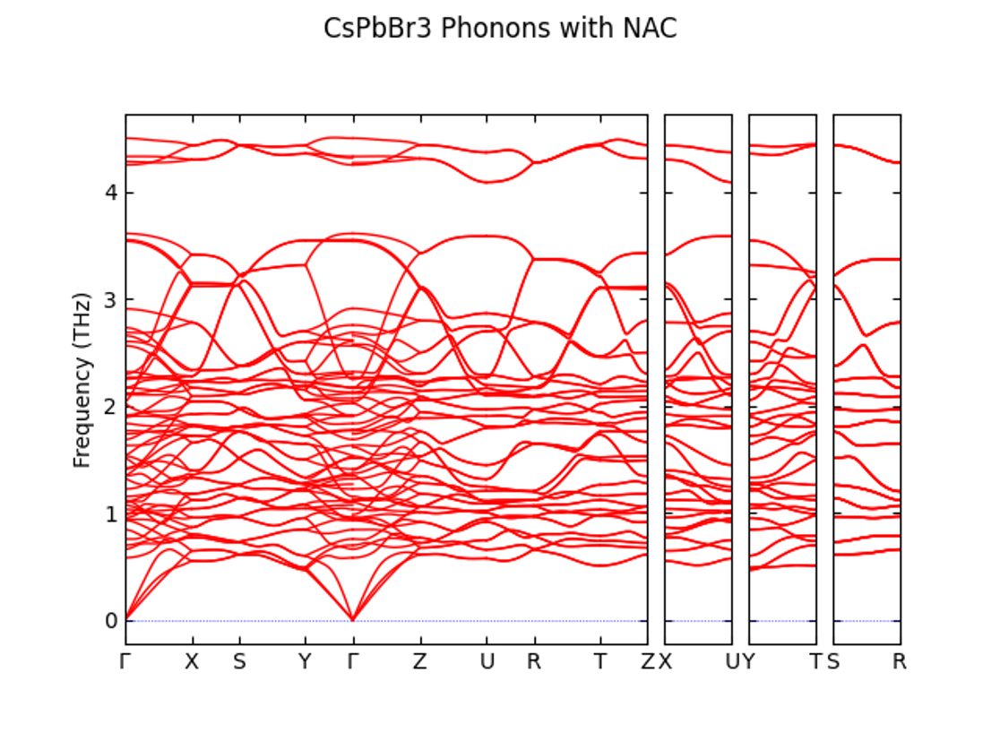 CsPbBr3 Phonons with NAC
Frequency (THz)
4
3
2
1
0
Γ X S Y Γ Z U R T Z X U Y T S R